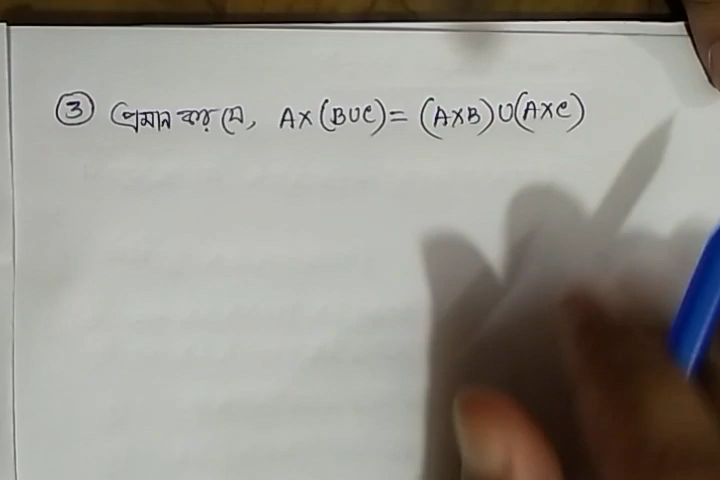 ③ প্রমান কর যে, A×(B∪C) = (A×B)∪(A×C)